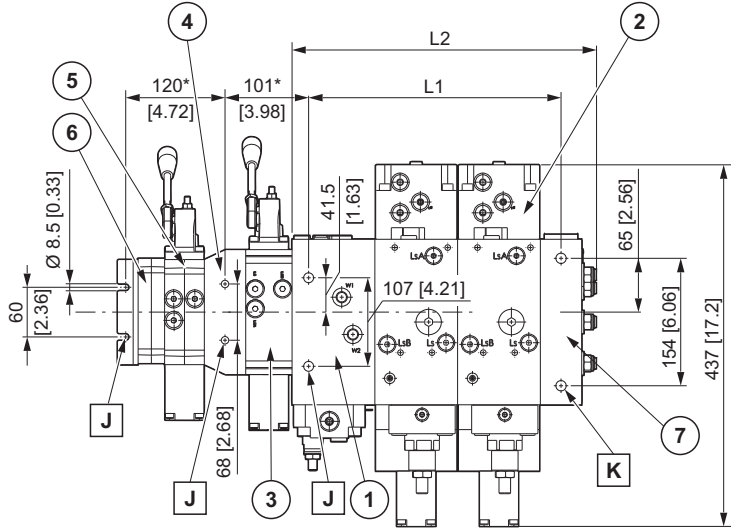 L2
4
2
120*
[4.72]
101*
[3.98]
L1
5
6
Ø 8.5 [0.33]
41.5
[1.63]
65 [2.56]
LsA
LsA
W1
60
[2.36]
107 [4.21]
W2
LsB
Ls
LsB
Ls
154 [6.06]
437 [17.2]
J
68 [2.68]
J
3
J
1
K
7